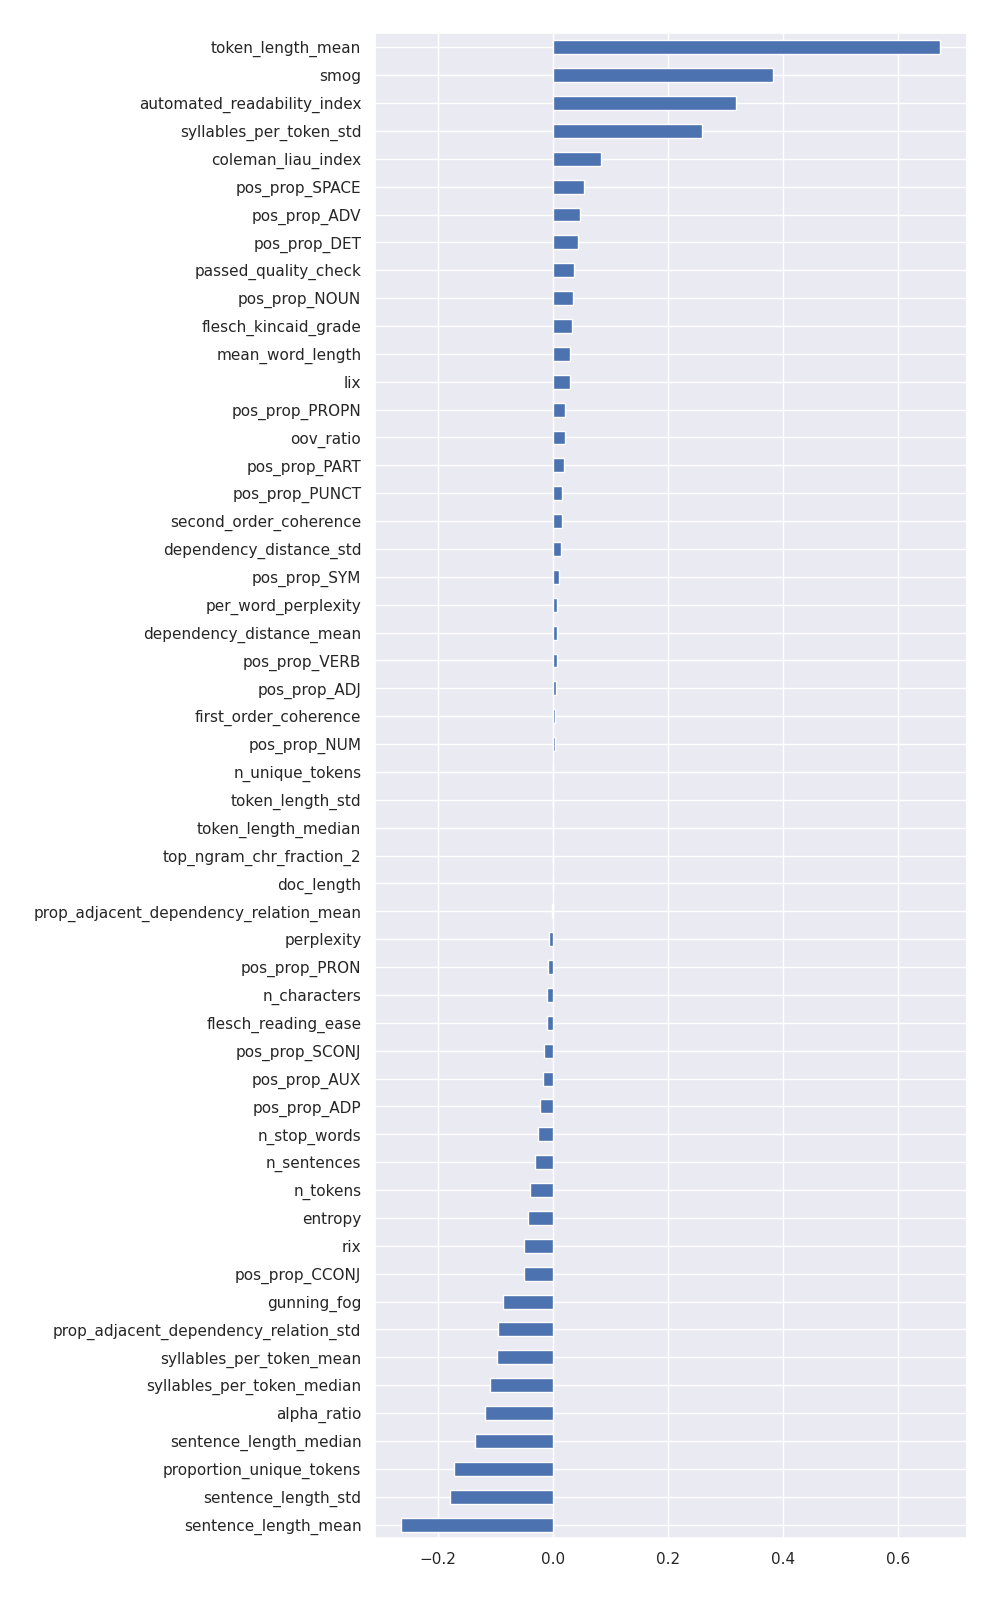 token_length_mean
smog
automated_readability_index
syllables_per_token_std
coleman_liau_index
pos_prop_SPACE
pos_prop_ADV
pos_prop_DET
passed_quality_check
pos_prop_NOUN
flesch_kincaid_grade
mean_word_length
lix
pos_prop_PROPN
oov_ratio
pos_prop_PART
pos_prop_PUNCT
second_order_coherence
dependency_distance_std
pos_prop_SYM
per_word_perplexity
dependency_distance_mean
pos_prop_VERB
pos_prop_ADJ
first_order_coherence
pos_prop_NUM
n_unique_tokens
token_length_std
token_length_median
top_ngram_chr_fraction_2
doc_length
prop_adjacent_dependency_relation_mean
perplexity
pos_prop_PRON
n_characters
flesch_reading_ease
pos_prop_SCONJ
pos_prop_AUX
pos_prop_ADP
n_stop_words
n_sentences
n_tokens
entropy
rix
pos_prop_CCONJ
gunning_fog
prop_adjacent_dependency_relation_std
syllables_per_token_mean
syllables_per_token_median
alpha_ratio
sentence_length_median
proportion_unique_tokens
sentence_length_std
sentence_length_mean
−0.2 0.0 0.2 0.4 0.6